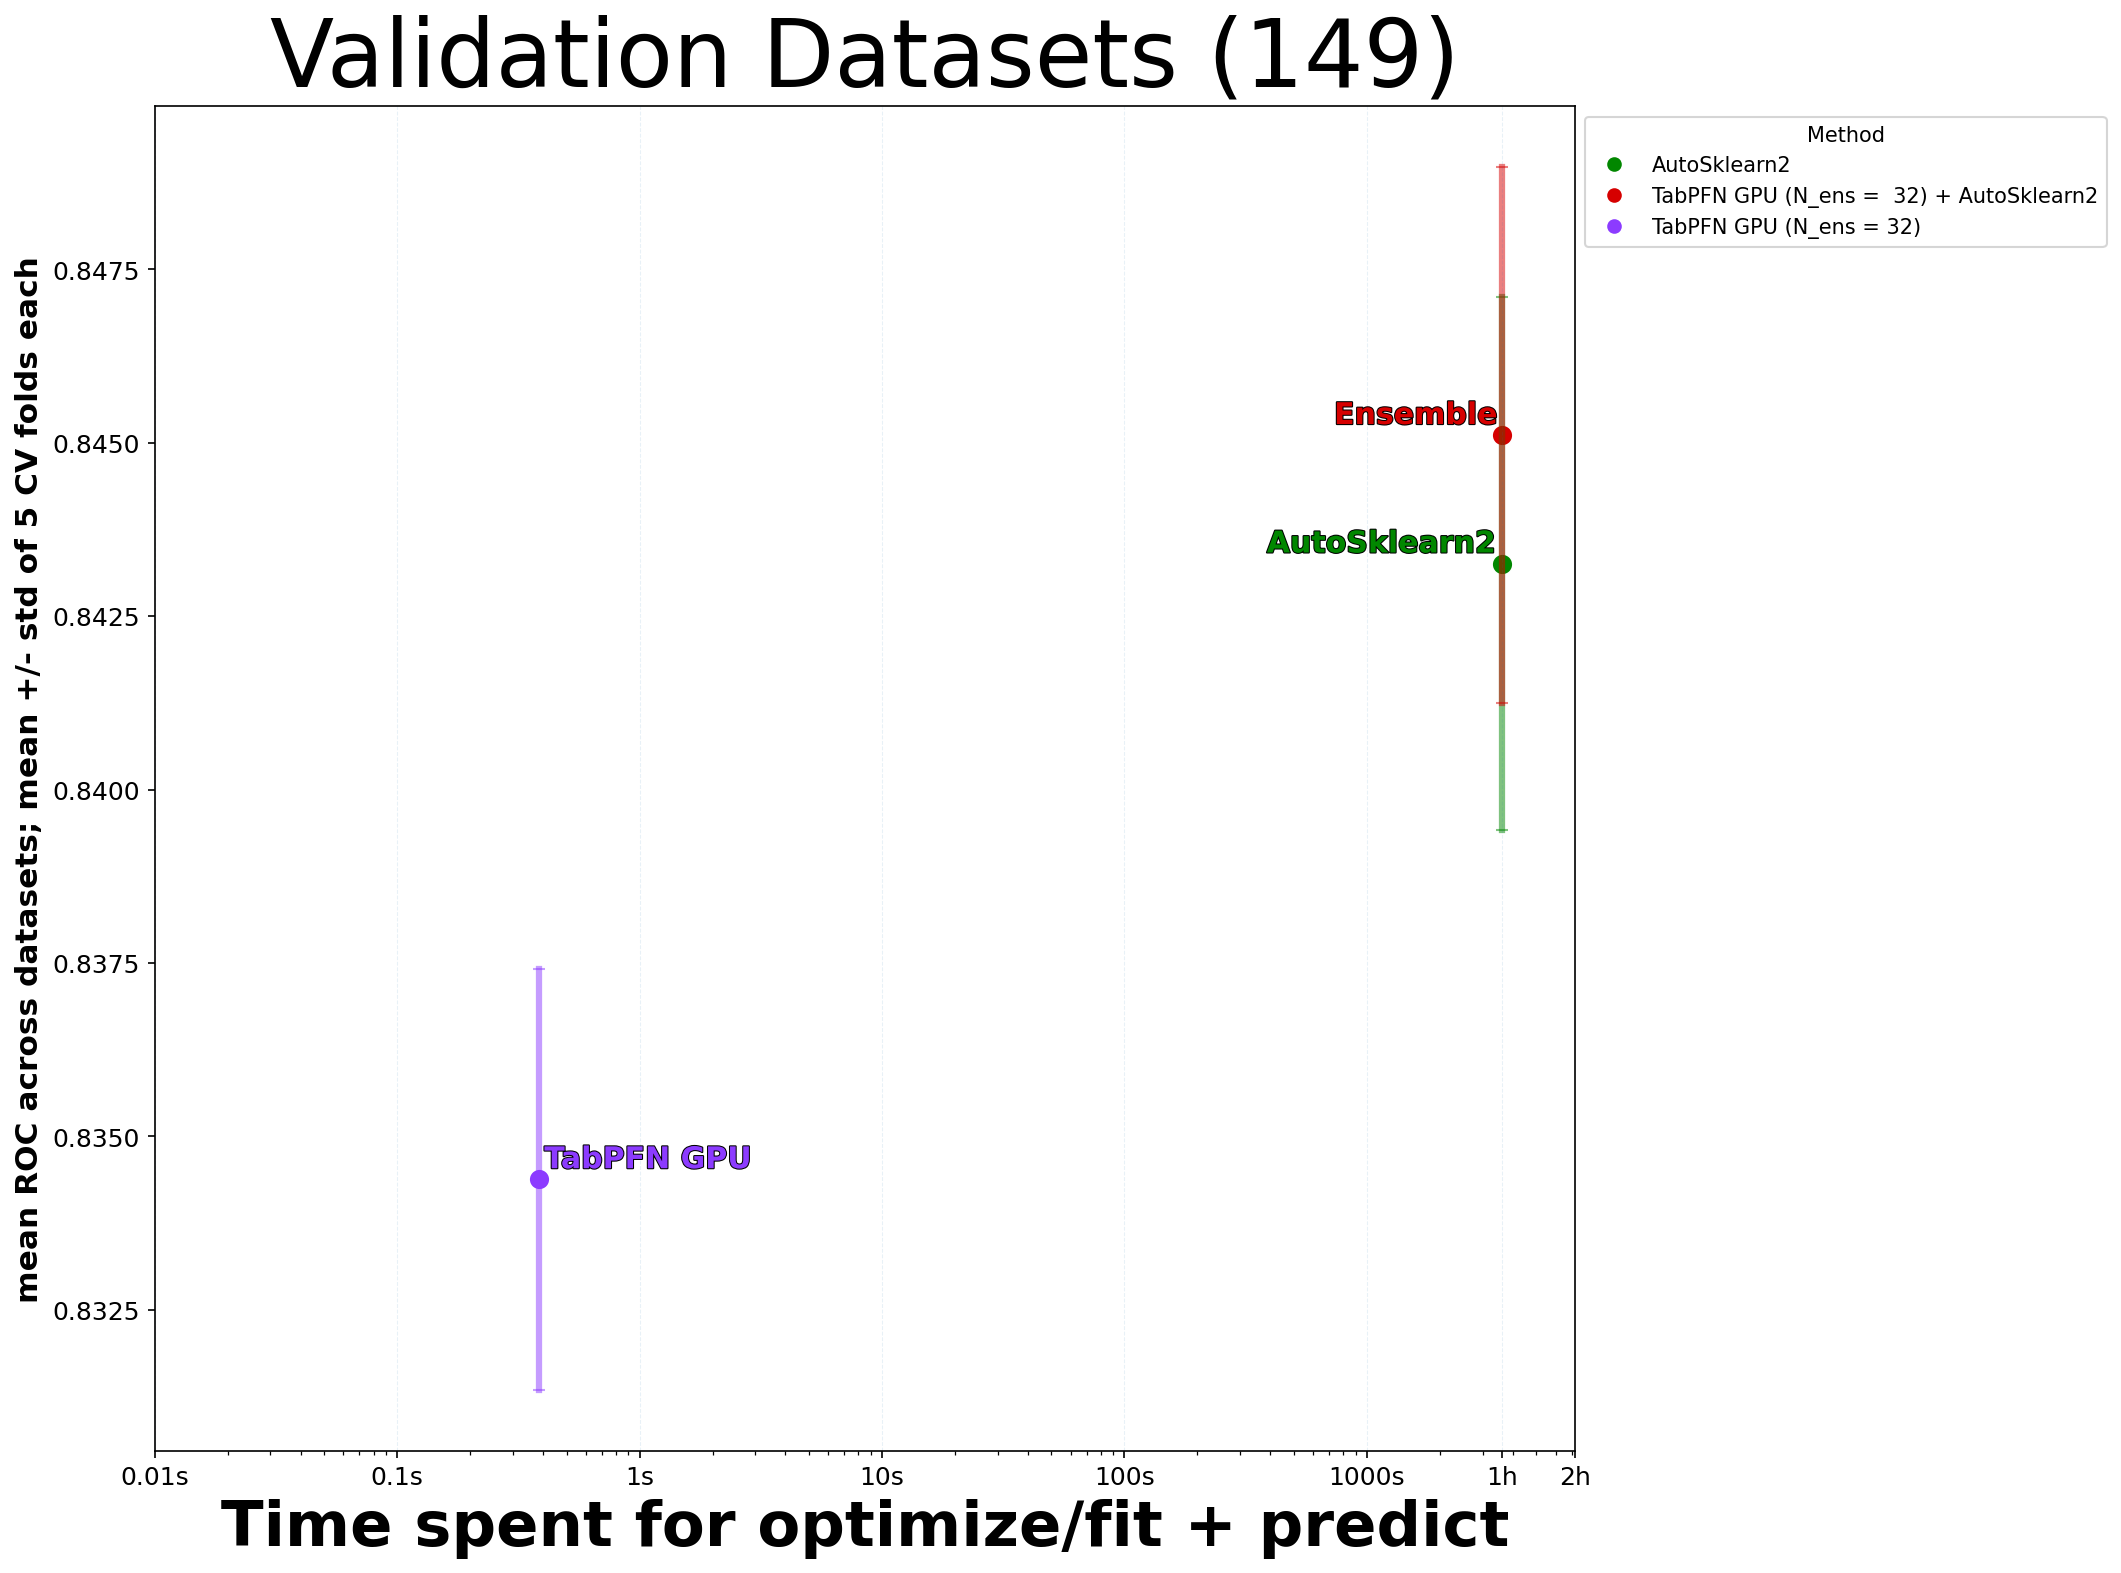 Validation Datasets (149)
mean ROC across datasets; mean +/- std of 5 CV folds each
0.8475
0.8450
0.8425
0.8400
0.8375
0.8350
0.8325
Ensemble
AutoSklearn2
TabPFN GPU
0.01s 0.1s 1s 10s 100s 1000s 1h 2h
Time spent for optimize/fit + predict
Method
AutoSklearn2
TabPFN GPU (N_ens =  32) + AutoSklearn2
TabPFN GPU (N_ens = 32)